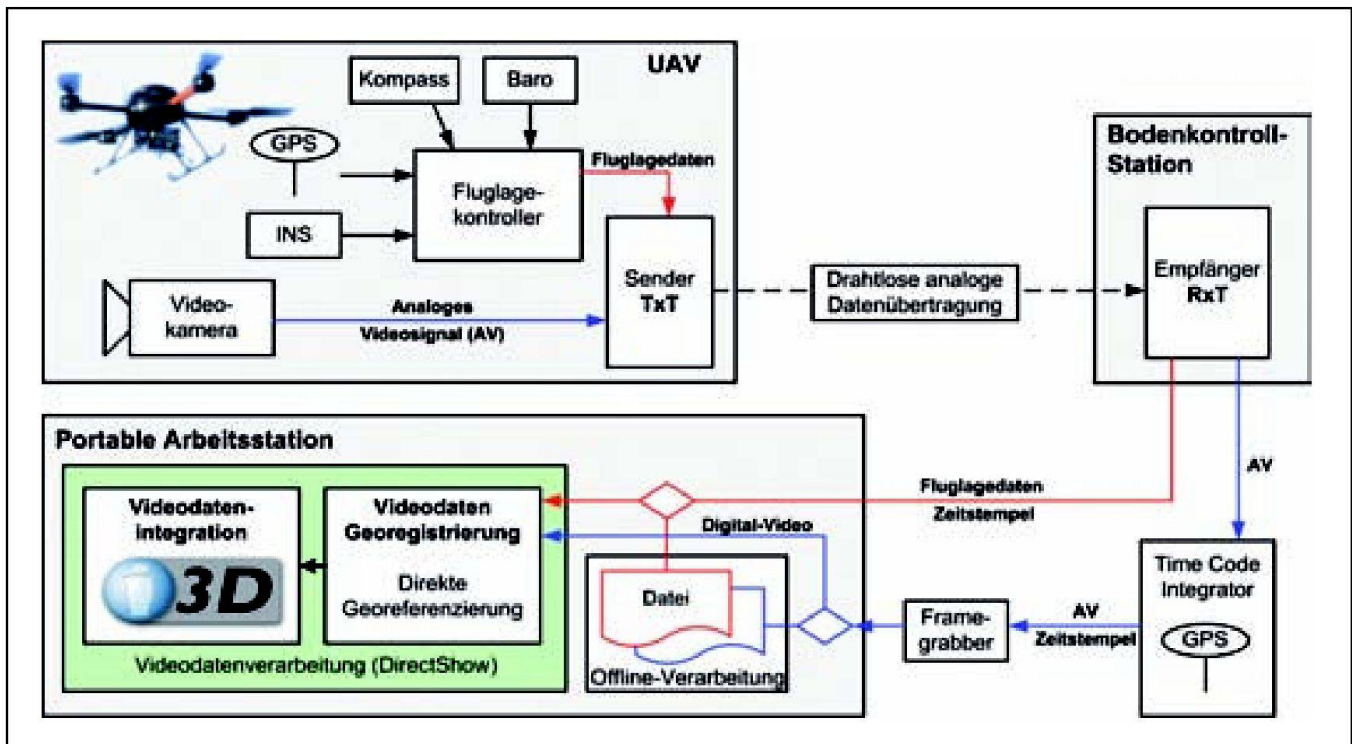 UAV
Kompass
Baro
GPS
Fluglagedaten
Fluglage-
kontroller
INS
Sender
TxT
Video-
kamera
Analoges
Videosignal (AV)
Drahtlose analoge
Datenübertragung
Bodenkontroll-
Station
Empfänger
RxT
Portable Arbeitsstation
Videodaten-
integration
3D
Videodaten
Georegistrierung
Direkte
Georeferenzierung
Videodatenverarbeitung (DirectShow)
Fluglagedaten
Zeitstempel
Digital-Video
Datei
Offline-Verarbeitung
AV
Frame-
grabber
AV
Zeitstempel
Time Code
Integrator
GPS